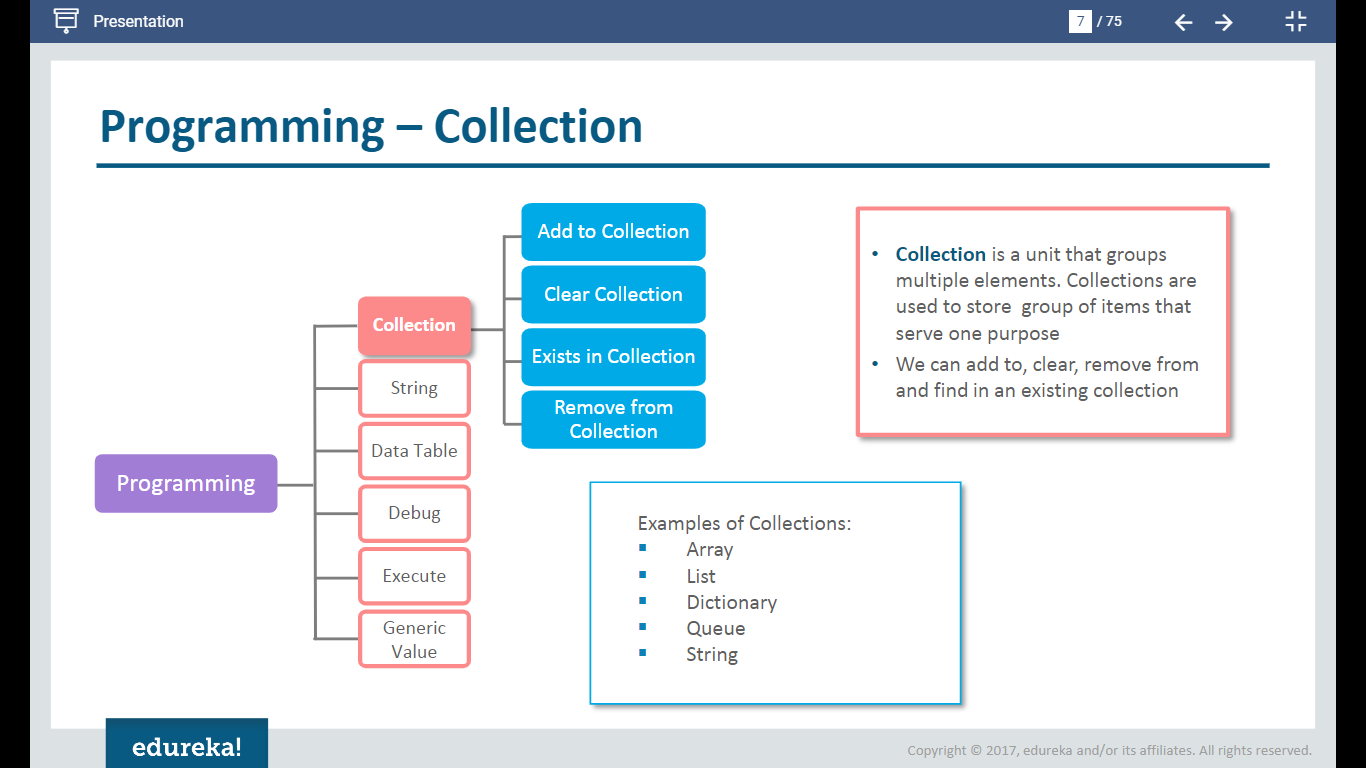 Presentation
7 / 75
Programming – Collection
Add to Collection
Clear Collection
Exists in Collection
Remove from
Collection
Collection
String
Data Table
Debug
Execute
Generic
Value
Programming
• Collection is a unit that groups
multiple elements. Collections are
used to store group of items that
serve one purpose
• We can add to, clear, remove from
and find in an existing collection
Examples of Collections:
▪ Array
▪ List
▪ Dictionary
▪ Queue
▪ String
edureka!
Copyright © 2017, edureka and/or its affiliates. All rights reserved.